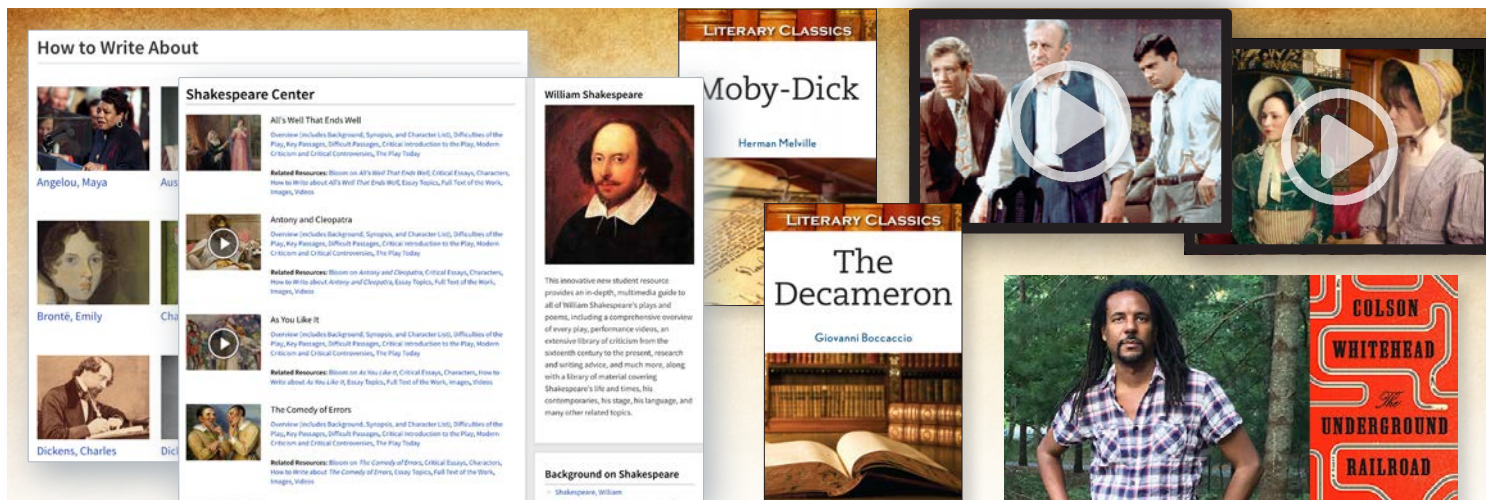 How to Write About
Angelou, Maya
Aus
Brontë, Emily
Cha
Dickens, Charles
Dici
Shakespeare Center
All's Well That Ends Well
Overview (includes Background, Synopsis, and Character List), Difficulties of the
Play, Key Passages, Difficult Passages, Critical Introduction to the Play, Modern
Criticism and Critical Controversies, The Play Today
Related Resources: Bloom on All's Well That Ends Well, Critical Essays, Characters,
How to Write about All's Well That Ends Well, Essay Topics, Full Text of the Work,
Images, Videos
Antony and Cleopatra
Overview (includes Background, Synopsis, and Character List), Difficulties of the
Play, Key Passages, Difficult Passages, Critical Introduction to the Play, Modern
Criticism and Critical Controversies, The Play Today
Related Resources: Bloom on Antony and Cleopatra, Critical Essays, Characters,
How to Write about Antony and Cleopatra, Essay Topics, Full Text of the Work,
Images, Videos
As You Like It
Overview (includes Background, Synopsis, and Character List), Difficulties of the
Play, Key Passages, Difficult Passages, Critical Introduction to the Play, Modern
Criticism and Critical Controversies, The Play Today
Related Resources: Bloom on As You Like It, Critical Essays, Characters, How to
Write about As You Like It, Essay Topics, Full Text of the Work, Images, Videos
The Comedy of Errors
Overview (includes Background, Synopsis, and Character List), Difficulties of the
Play, Key Passages, Difficult Passages, Critical Introduction to the Play, Modern
Criticism and Critical Controversies, The Play Today
Related Resources: Bloom on The Comedy of Errors, Critical Essays, Characters,
How to Write about The Comedy of Errors, Essay Topics, Full Text of the Work,
Images, Videos
William Shakespeare
This innovative new student resource
provides an in-depth, multimedia guide to
all of William Shakespeare's plays and
poems, including a comprehensive overview
of every play, performance videos, an
extensive library of criticism from the
sixteenth century to the present, research
and writing advice, and much more, along
with a library of material covering
Shakespeare's life and times, his
contemporaries, his stage, his language, and
many other related topics.
Background on Shakespeare
Shakespeare, William
LITERARY CLASSICS
Moby-Dick
Herman Melville
LITERARY CLASSICS
The
Decameron
Giovanni Boccaccio
COLSON
WHITEHEAD
The
UNDERGROUND
RAILROAD